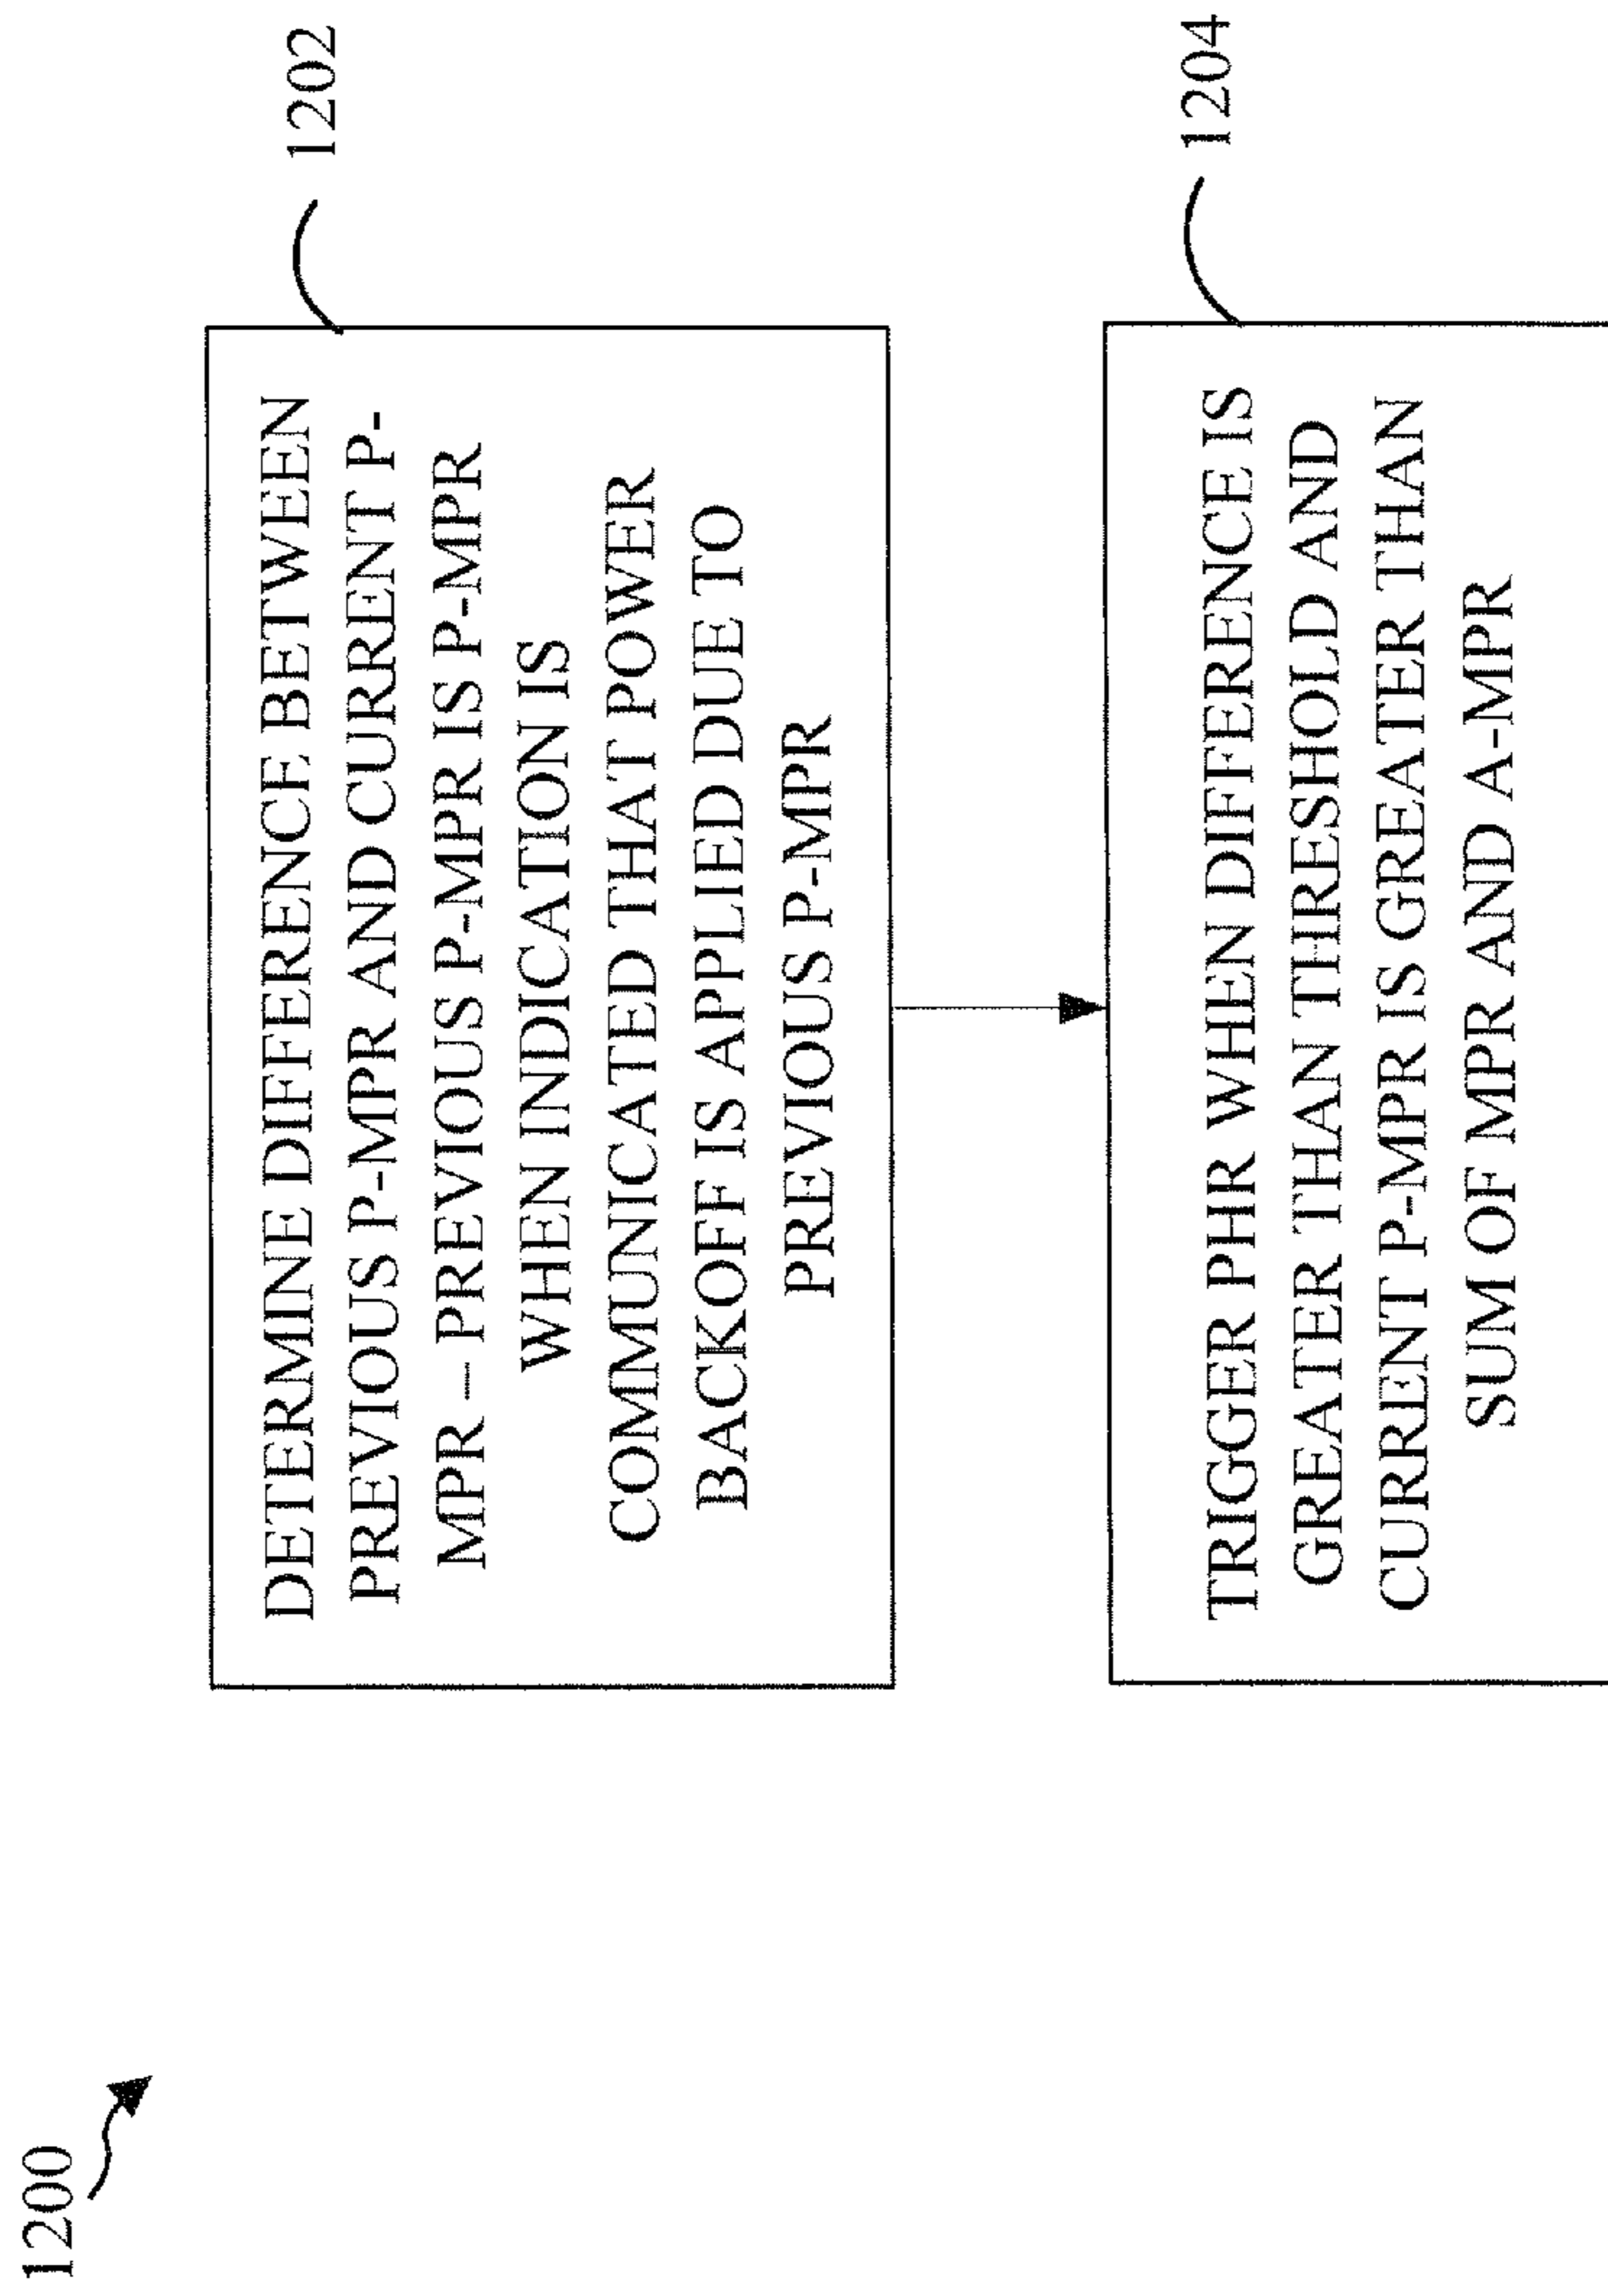 1200
DETERMINE DIFFERENCE BETWEEN
PREVIOUS P-MPR AND CURRENT P-
MPR – PREVIOUS P-MPR IS P-MPR
WHEN INDICATION IS
COMMUNICATED THAT POWER
BACKOFF IS APPLIED DUE TO
PREVIOUS P-MPR
1202
TRIGGER PHR WHEN DIFFERENCE IS
GREATER THAN THRESHOLD AND
CURRENT P-MPR IS GREATER THAN
SUM OF MPR AND A-MPR
1204